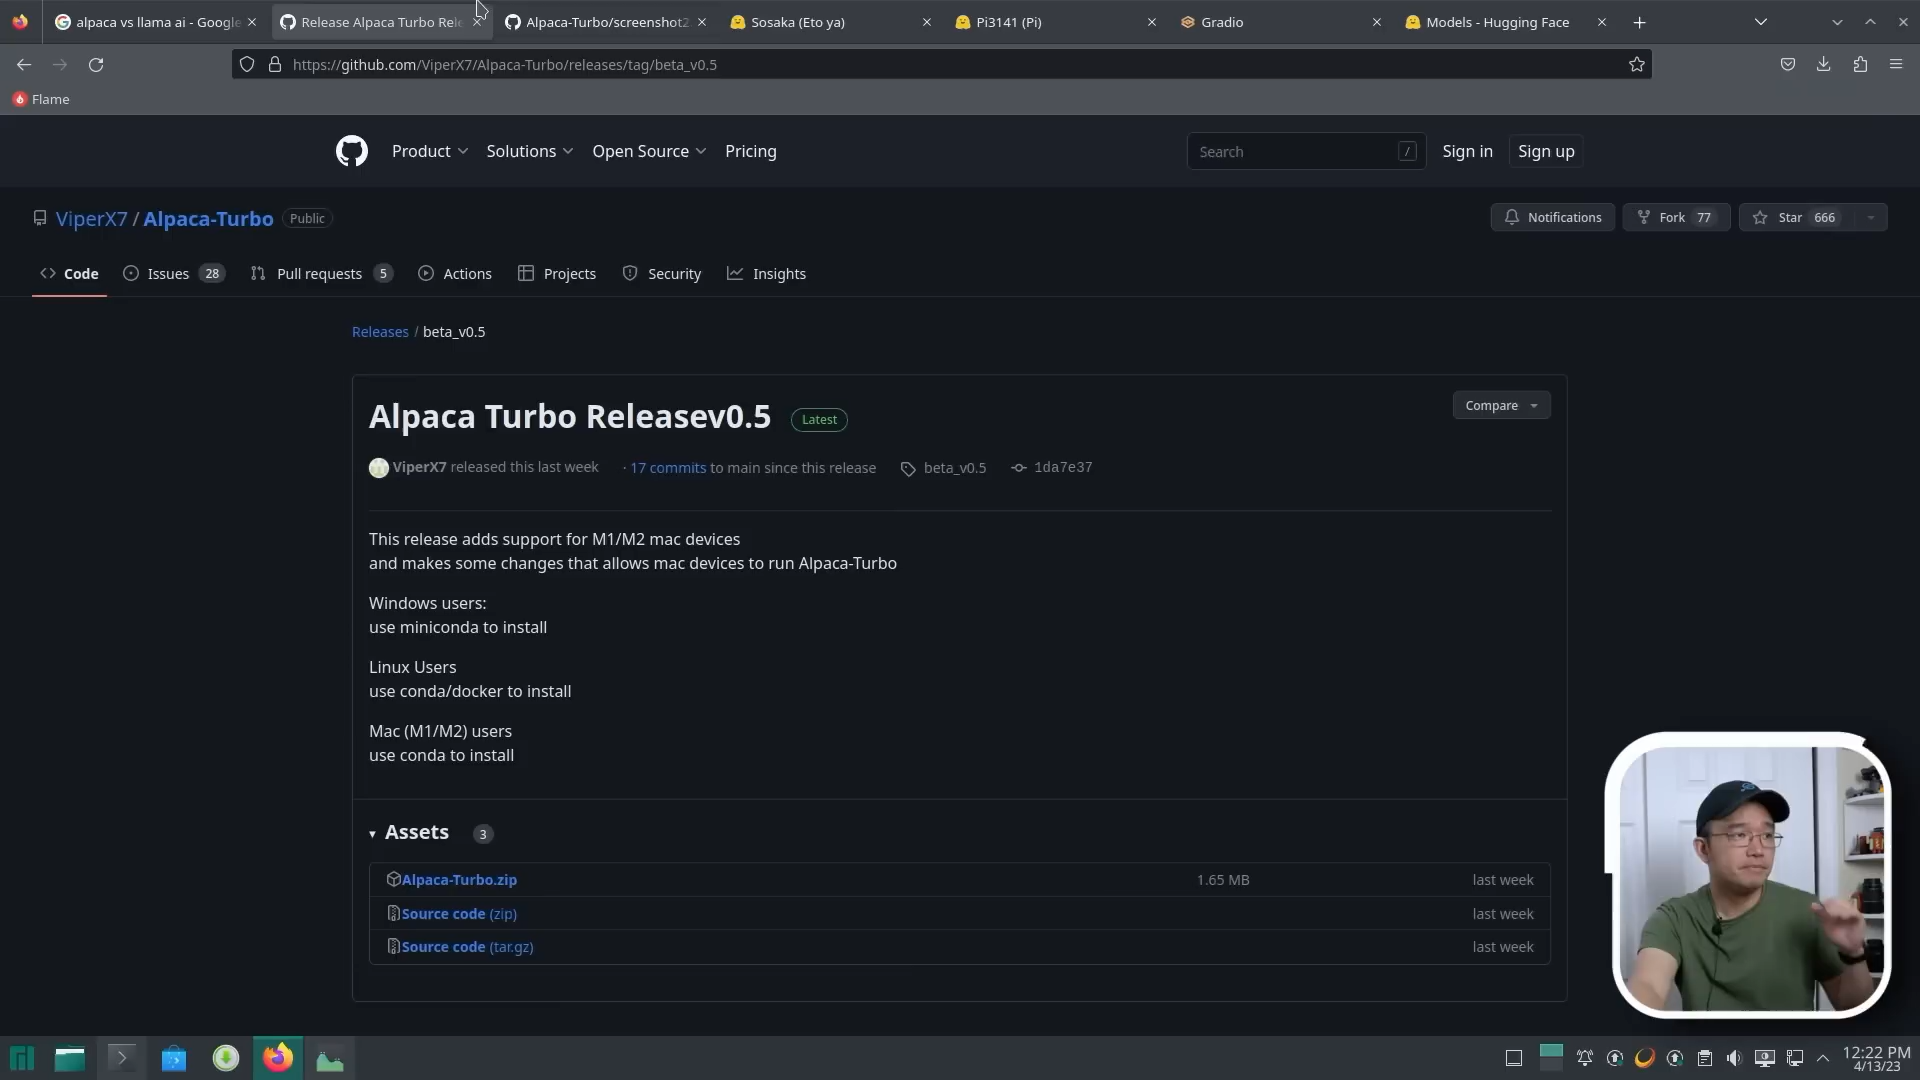 alpaca vs llama ai - Google
Release Alpaca Turbo Rele
Alpaca-Turbo/screenshot2
Sosaka (Eto ya)
Pi3141 (Pi)
Gradio
Models - Hugging Face
https://github.com/ViperX7/Alpaca-Turbo/releases/tag/beta_v0.5
Flame
Product
Solutions
Open Source
Pricing
Search /
Sign in
Sign up
ViperX7 / Alpaca-Turbo Public
Notifications
Fork 77
Star 666
Code
Issues 28
Pull requests 5
Actions
Projects
Security
Insights
Releases / beta_v0.5
Alpaca Turbo Releasev0.5 Latest
Compare
ViperX7 released this last week · 17 commits to main since this release beta_v0.5 1da7e37
This release adds support for M1/M2 mac devices
and makes some changes that allows mac devices to run Alpaca-Turbo
Windows users:
use miniconda to install
Linux Users
use conda/docker to install
Mac (M1/M2) users
use conda to install
Assets 3
Alpaca-Turbo.zip 1.65 MB last week
Source code (zip) last week
Source code (tar.gz) last week
12:22 PM
4/13/23